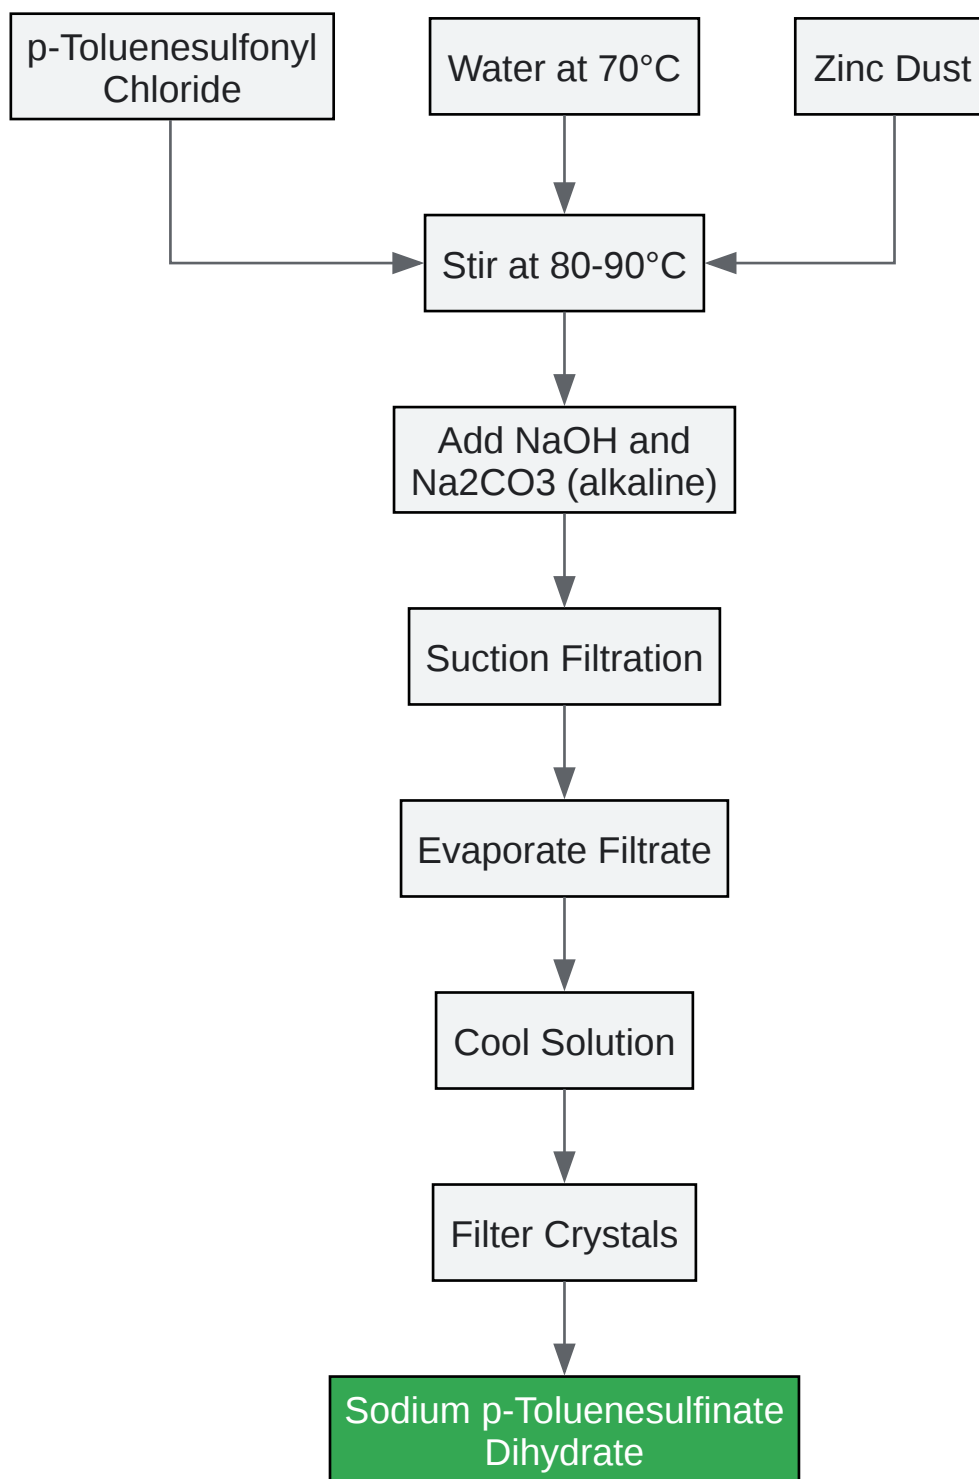 p-Toluenesulfonyl
Chloride
Water at 70°C
Zinc Dust
Stir at 80-90°C
Add NaOH and
Na2CO3 (alkaline)
Suction Filtration
Evaporate Filtrate
Cool Solution
Filter Crystals
Sodium p-Toluenesulfinate
Dihydrate